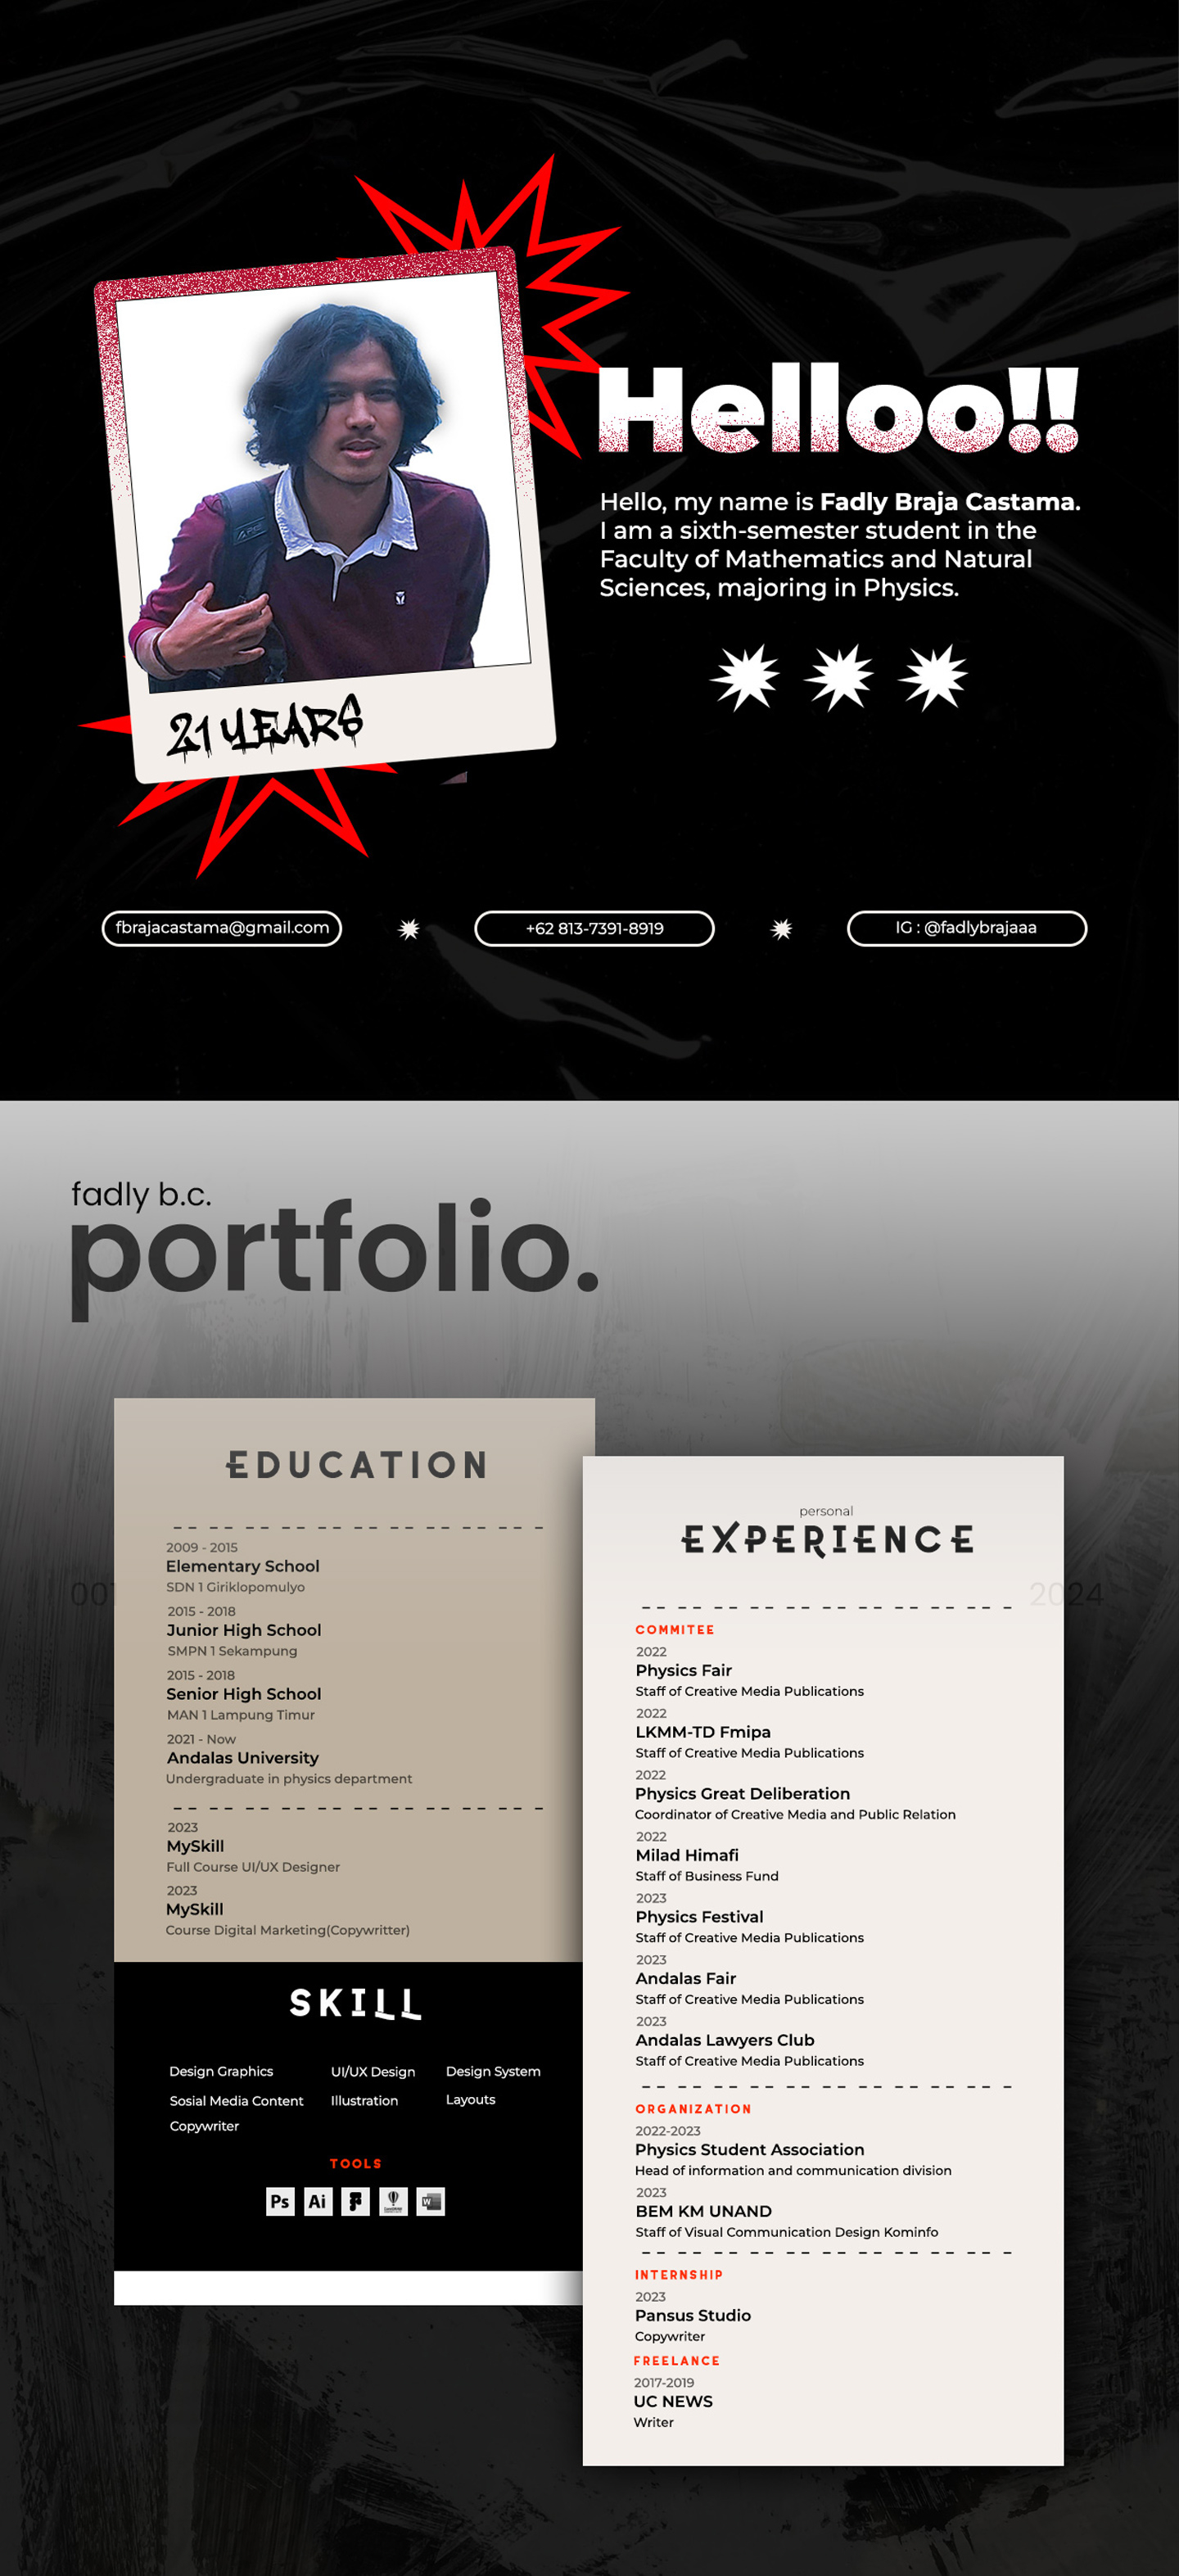 Helloo!!
Hello, my name is Fadly Braja Castama.
I am a sixth-semester student in the
Faculty of Mathematics and Natural
Sciences, majoring in Physics.
21 YEARS
fbrajacastama@gmail.com
+62 813-7391-8919
IG : @fadlybrajaaa
fadly b.c.
portfolio.
EDUCATION
2009 - 2015
Elementary School
SDN 1 Giriklopomulyo
2015 - 2018
Junior High School
SMPN 1 Sekampung
2015 - 2018
Senior High School
MAN 1 Lampung Timur
2021 - Now
Andalas University
Undergraduate in physics department
2023
MySkill
Full Course UI/UX Designer
2023
MySkill
Course Digital Marketing(Copywritter)
SKILL
Design Graphics UI/UX Design Design System
Sosial Media Content Illustration Layouts
Copywriter
TOOLS
Ps Ai W
personal
EXPERIENCE
2024
COMMITEE
2022
Physics Fair
Staff of Creative Media Publications
2022
LKMM-TD Fmipa
Staff of Creative Media Publications
2022
Physics Great Deliberation
Coordinator of Creative Media and Public Relation
2022
Milad Himafi
Staff of Business Fund
2023
Physics Festival
Staff of Creative Media Publications
2023
Andalas Fair
Staff of Creative Media Publications
2023
Andalas Lawyers Club
Staff of Creative Media Publications
ORGANIZATION
2022-2023
Physics Student Association
Head of information and communication division
2023
BEM KM UNAND
Staff of Visual Communication Design Kominfo
INTERNSHIP
2023
Pansus Studio
Copywriter
FREELANCE
2017-2019
UC NEWS
Writer